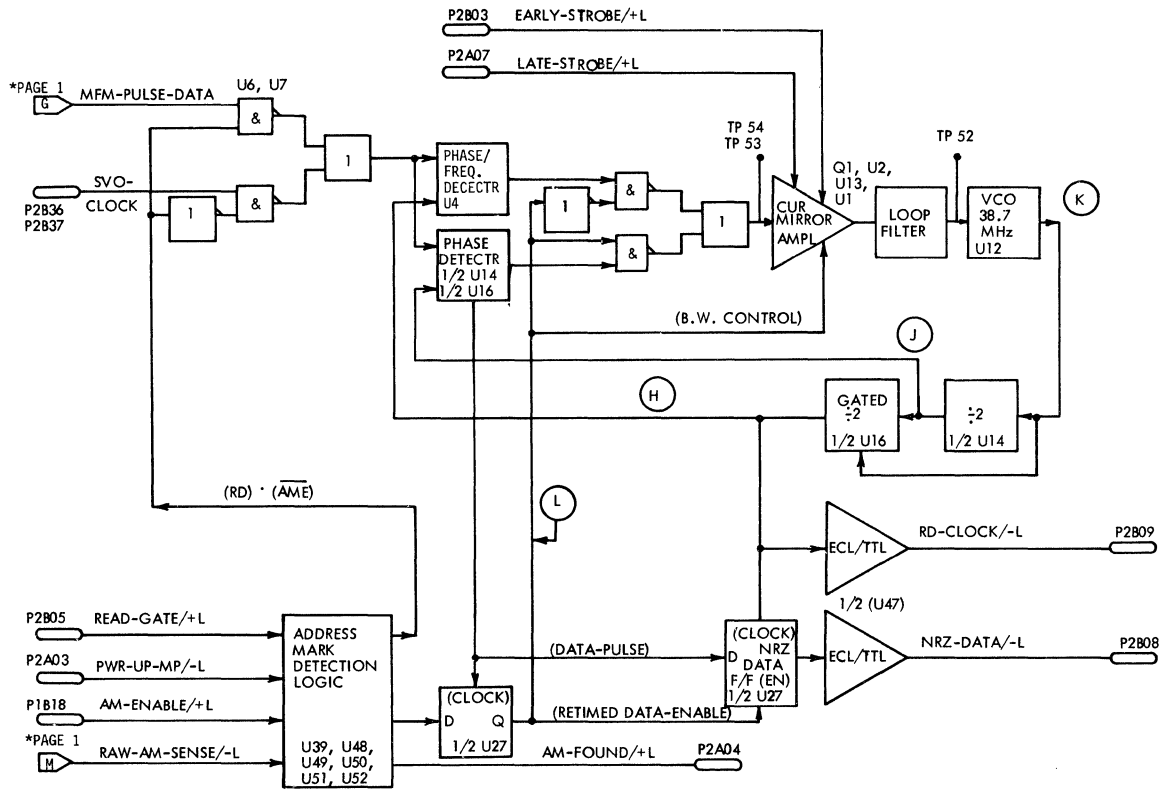 P2B03 EARLY-STROBE/+L
P2A07 LATE-STROBE/+L
*PAGE 1
G MFM-PULSE-DATA
U6, U7
&
1
SVO-
CLOCK
P2B36
P2B37
1
&
PHASE/
FREQ.
DECECTR
U4
PHASE
DETECTR
1/2 U14
1/2 U16
1
&
&
1
TP 54
TP 53
CUR
MIRROR
AMPL
Q1, U2,
U13,
U1
LOOP
FILTER
TP 52
VCO
38.7
MHz
U12
K
(B.W. CONTROL)
J
H
GATED
÷2
1/2 U16
÷2
1/2 U14
(RD) · (A̅M̅E̅)
L
ECL/TTL
RD-CLOCK/-L
P2B09
1/2 (U47)
ECL/TTL
NRZ-DATA/-L
P2B08
P2B05 READ-GATE/+L
P2A03 PWR-UP-MP/-L
P1B18 AM-ENABLE/+L
*PAGE 1
M RAW-AM-SENSE/-L
ADDRESS
MARK
DETECTION
LOGIC
U39, U48,
U49, U50,
U51, U52
(CLOCK)
D Q
1/2 U27
(DATA-PULSE)
(RETIMED DATA-ENABLE)
(CLOCK)
D NRZ
DATA
F/F (EN)
1/2 U27
AM-FOUND/+L
P2A04